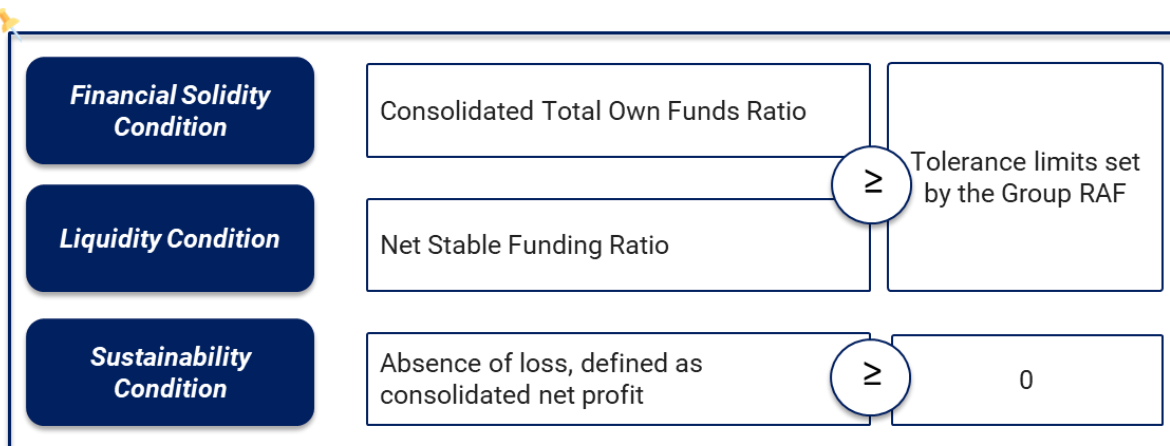 Financial Solidity
Condition
Consolidated Total Own Funds Ratio
≥
Tolerance limits set
by the Group RAF
Liquidity Condition
Net Stable Funding Ratio
Sustainability
Condition
Absence of loss, defined as
consolidated net profit
≥
0